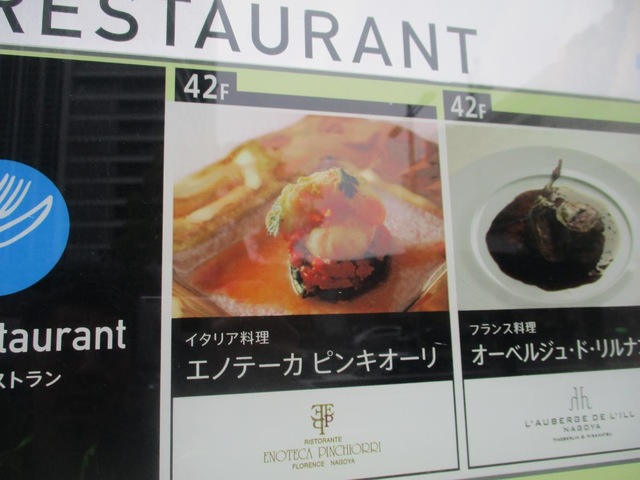 RESTAURANT
42F
イタリア料理
エノテーカ ピンキオーリ
RISTORANTE
ENOTECA PINCHIORRI
FLORENCE NAGOYA
42F
フランス料理
オーベルジュ・ド・リルナ
L'AUBERGE DE L'ILL
NAGOYA
taurant
ストラン